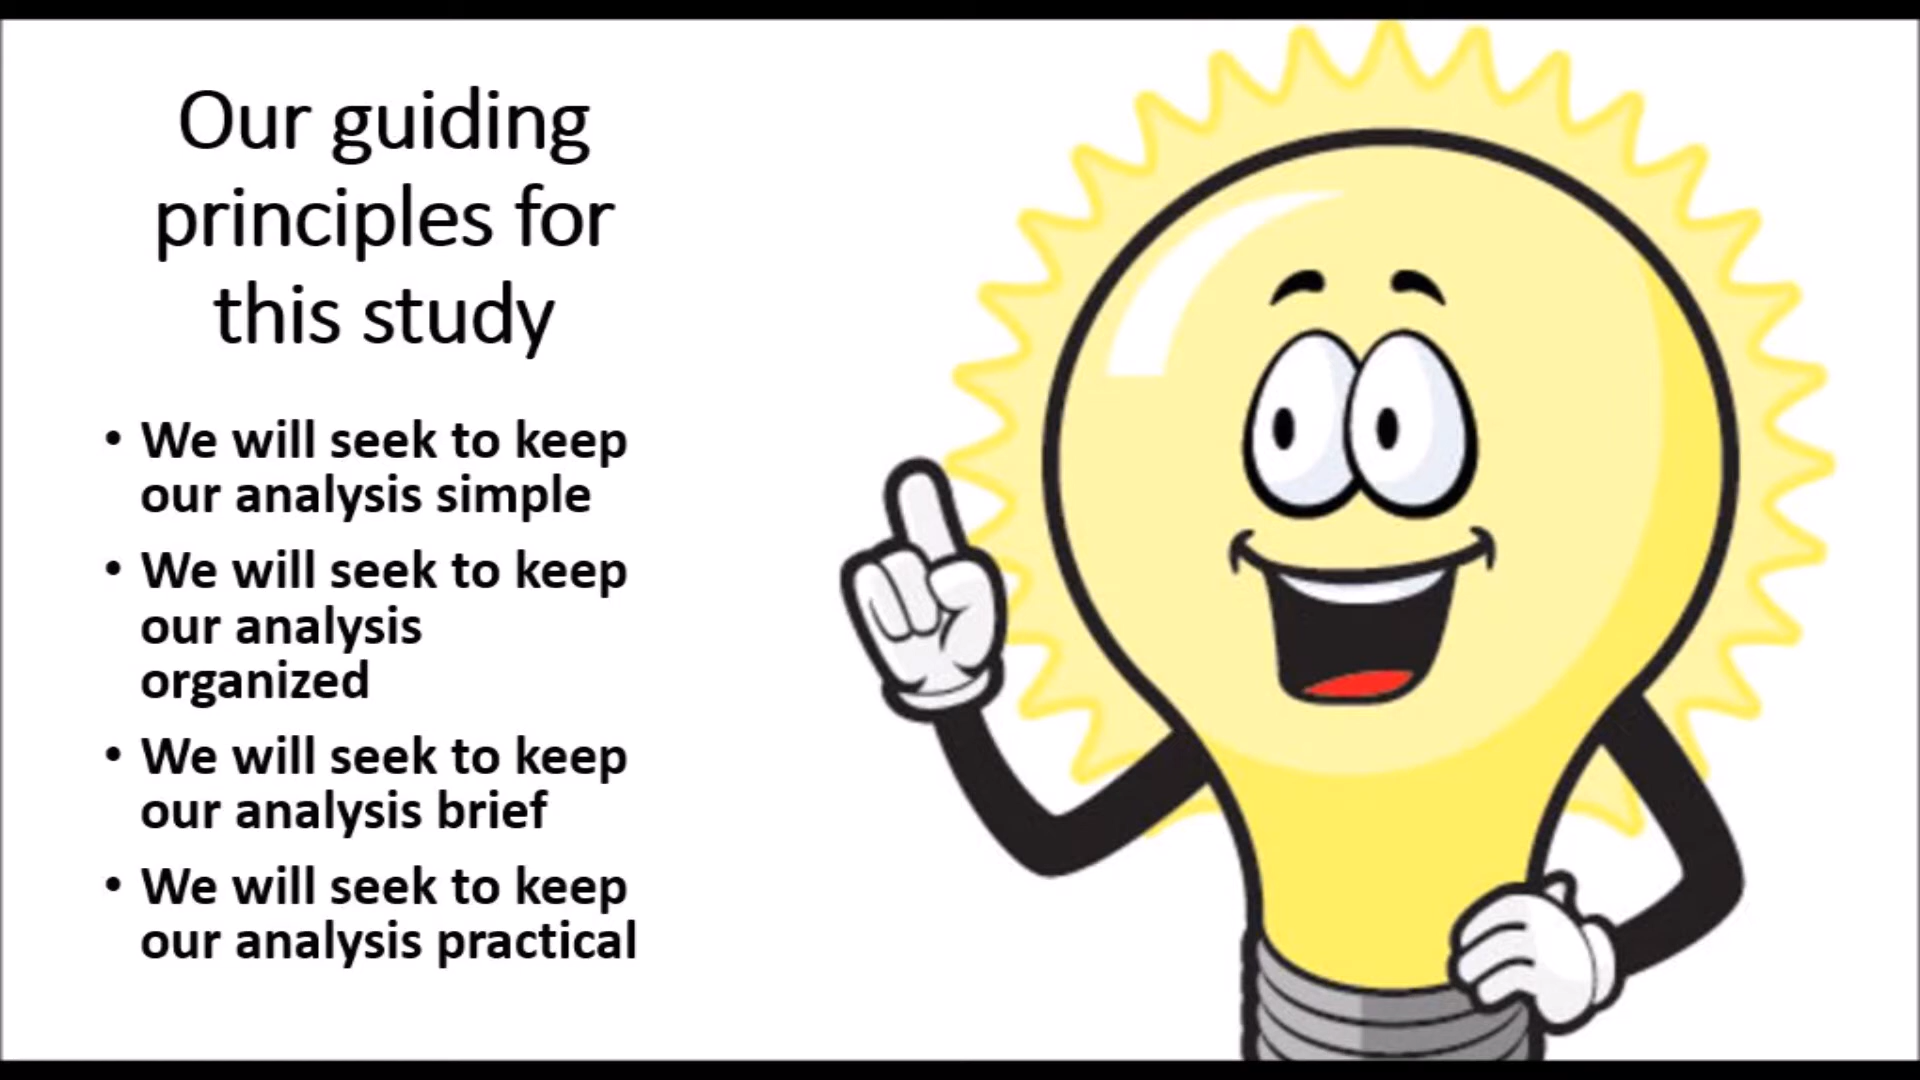 Our guiding
principles for
this study
• We will seek to keep
our analysis simple
• We will seek to keep
our analysis
organized
• We will seek to keep
our analysis brief
• We will seek to keep
our analysis practical